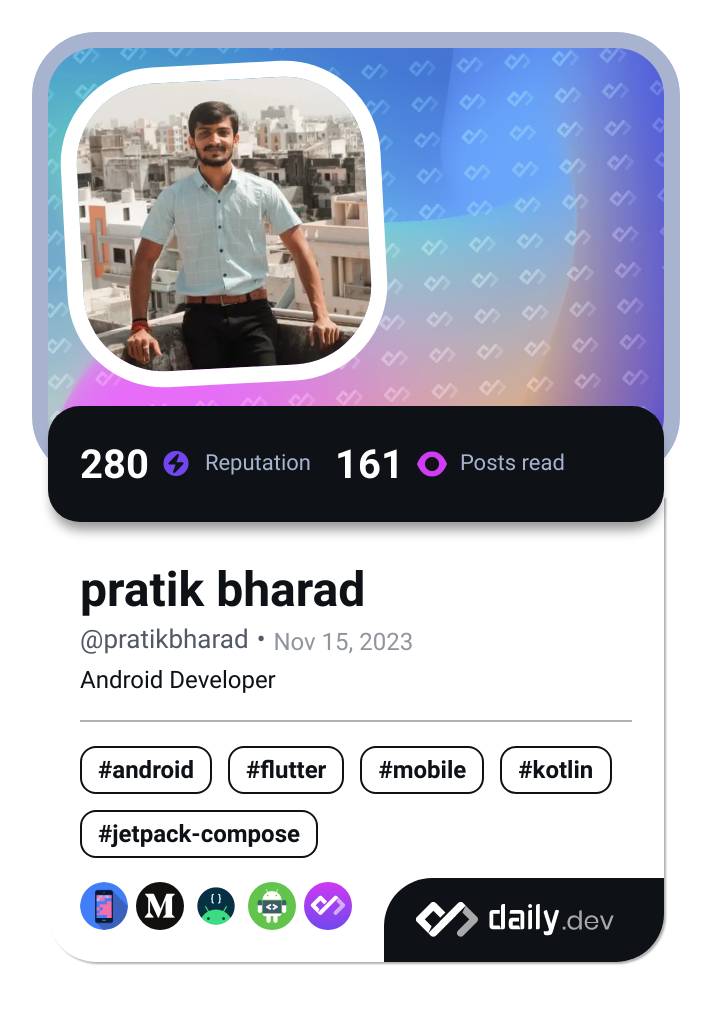 280 Reputation 161 Posts read
pratik bharad
@pratikbharad • Nov 15, 2023
Android Developer
#android #flutter #mobile #kotlin
#jetpack-compose
M { }
daily.dev